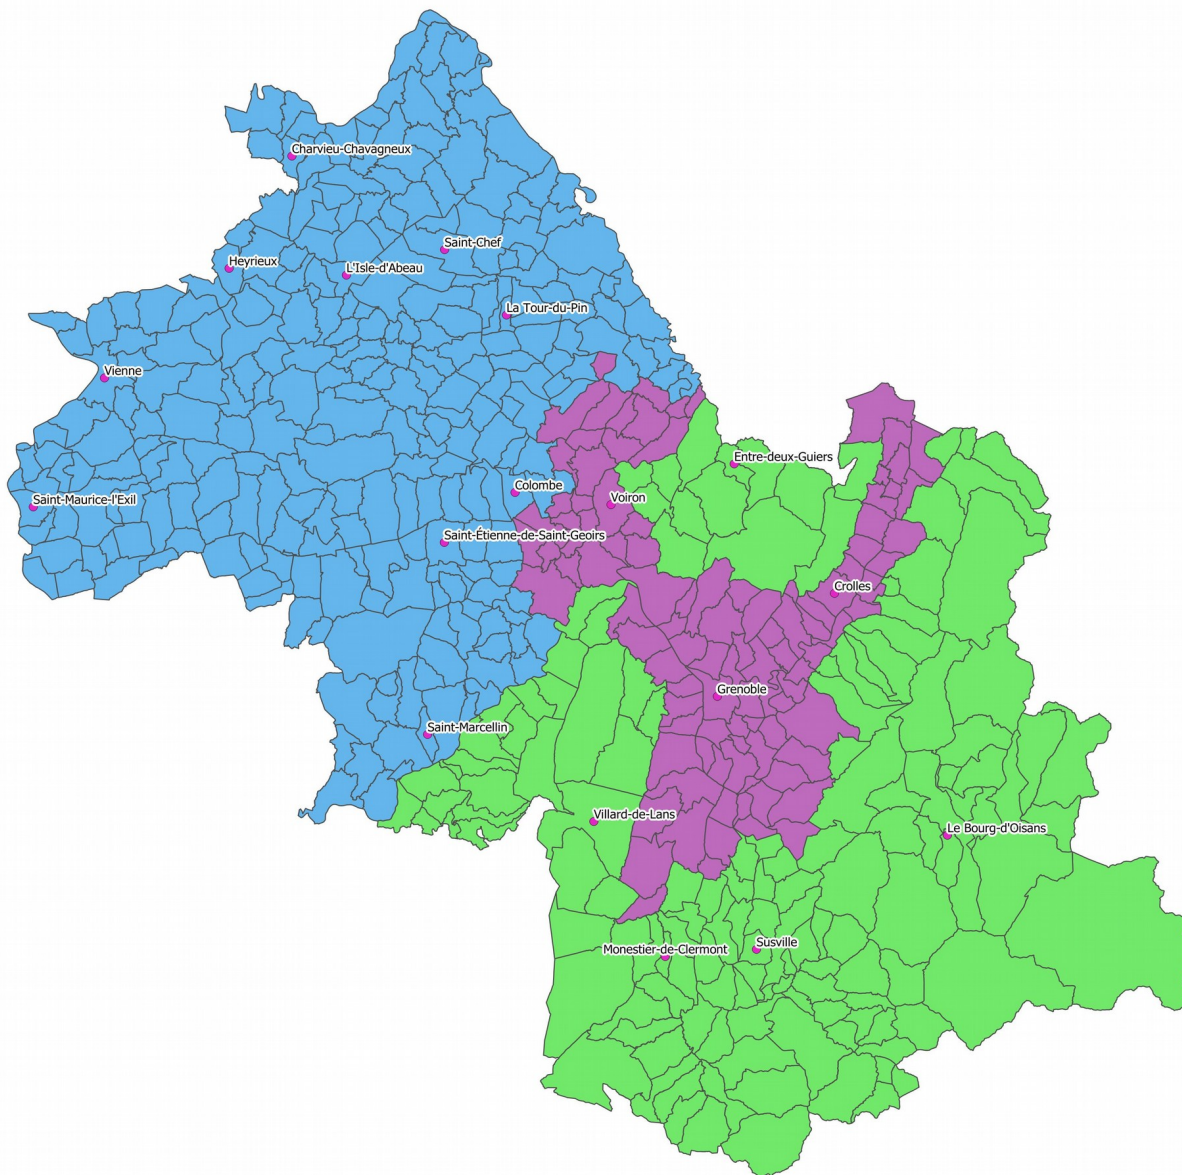 Charvieu-Chavagneux
Saint-Chef
Heyrieux
L'Isle-d'Abeau
La Tour-du-Pin
Vienne
Entre-deux-Guiers
Colombe
Voiron
Saint-Maurice-l'Exil
Saint-Étienne-de-Saint-Geoirs
Crolles
Grenoble
Saint-Marcellin
Villard-de-Lans
Le Bourg-d'Oisans
Susville
Monestier-de-Clermont